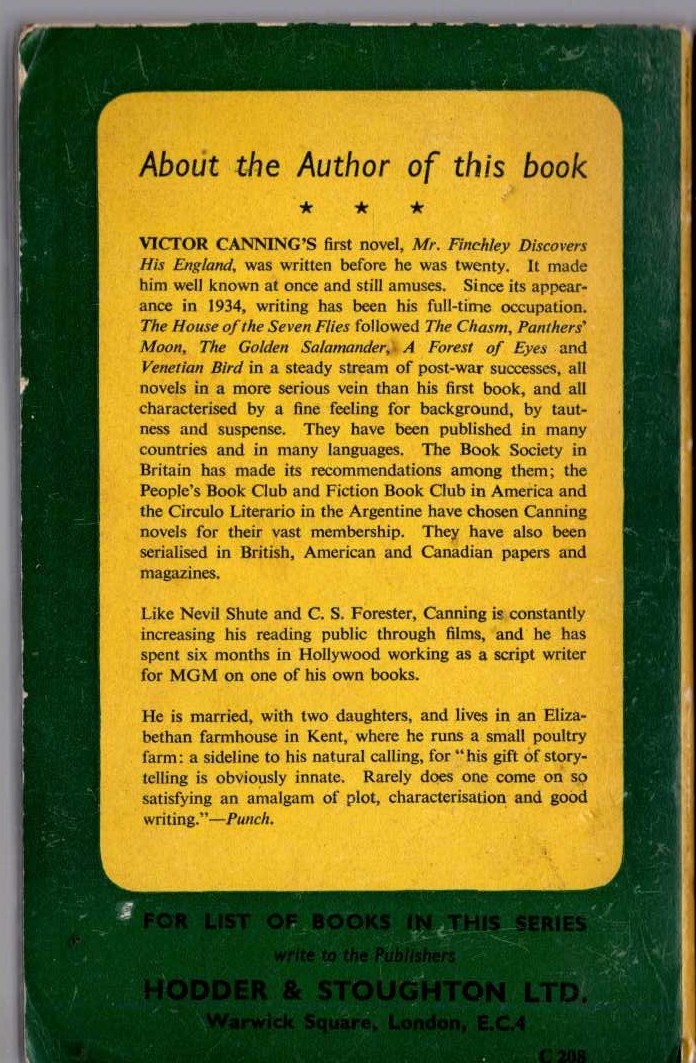 About the Author of this book
★ ★ ★
VICTOR CANNING'S first novel, Mr. Finchley Discovers
His England, was written before he was twenty. It made
him well known at once and still amuses. Since its appear-
ance in 1934, writing has been his full-time occupation.
The House of the Seven Flies followed The Chasm, Panthers'
Moon, The Golden Salamander, A Forest of Eyes and
Venetian Bird in a steady stream of post-war successes, all
novels in a more serious vein than his first book, and all
characterised by a fine feeling for background, by taut-
ness and suspense. They have been published in many
countries and in many languages. The Book Society in
Britain has made its recommendations among them; the
People's Book Club and Fiction Book Club in America and
the Circulo Literario in the Argentine have chosen Canning
novels for their vast membership. They have also been
serialised in British, American and Canadian papers and
magazines.
Like Nevil Shute and C. S. Forester, Canning is constantly
increasing his reading public through films, and he has
spent six months in Hollywood working as a script writer
for MGM on one of his own books.
He is married, with two daughters, and lives in an Eliza-
bethan farmhouse in Kent, where he runs a small poultry
farm: a sideline to his natural calling, for "his gift of story-
telling is obviously innate. Rarely does one come on so
satisfying an amalgam of plot, characterisation and good
writing."—Punch.
FOR LIST OF BOOKS IN THIS SERIES
write to the Publishers
HODDER & STOUGHTON LTD.
Warwick Square, London, E.C.4
C 208